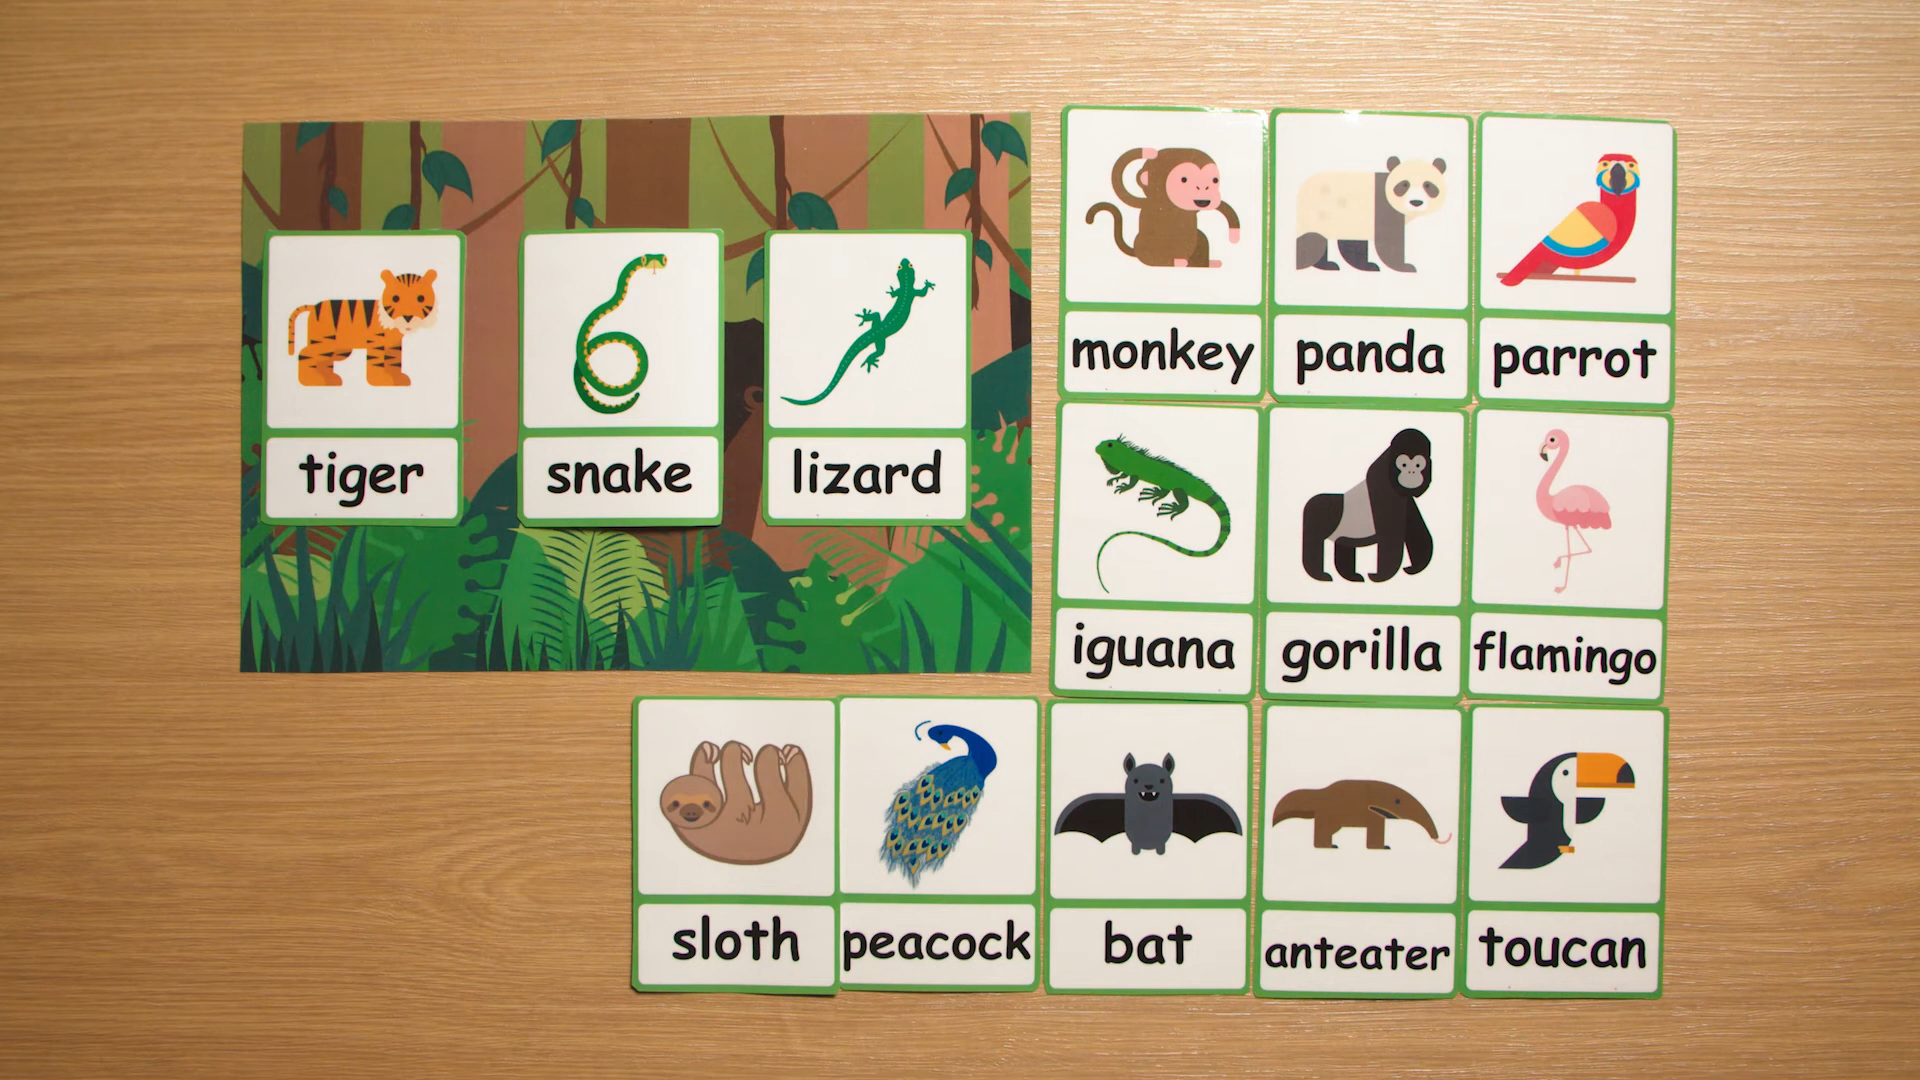 tiger
snake
lizard
monkey
panda
parrot
iguana
gorilla
flamingo
sloth
peacock
bat
anteater
toucan